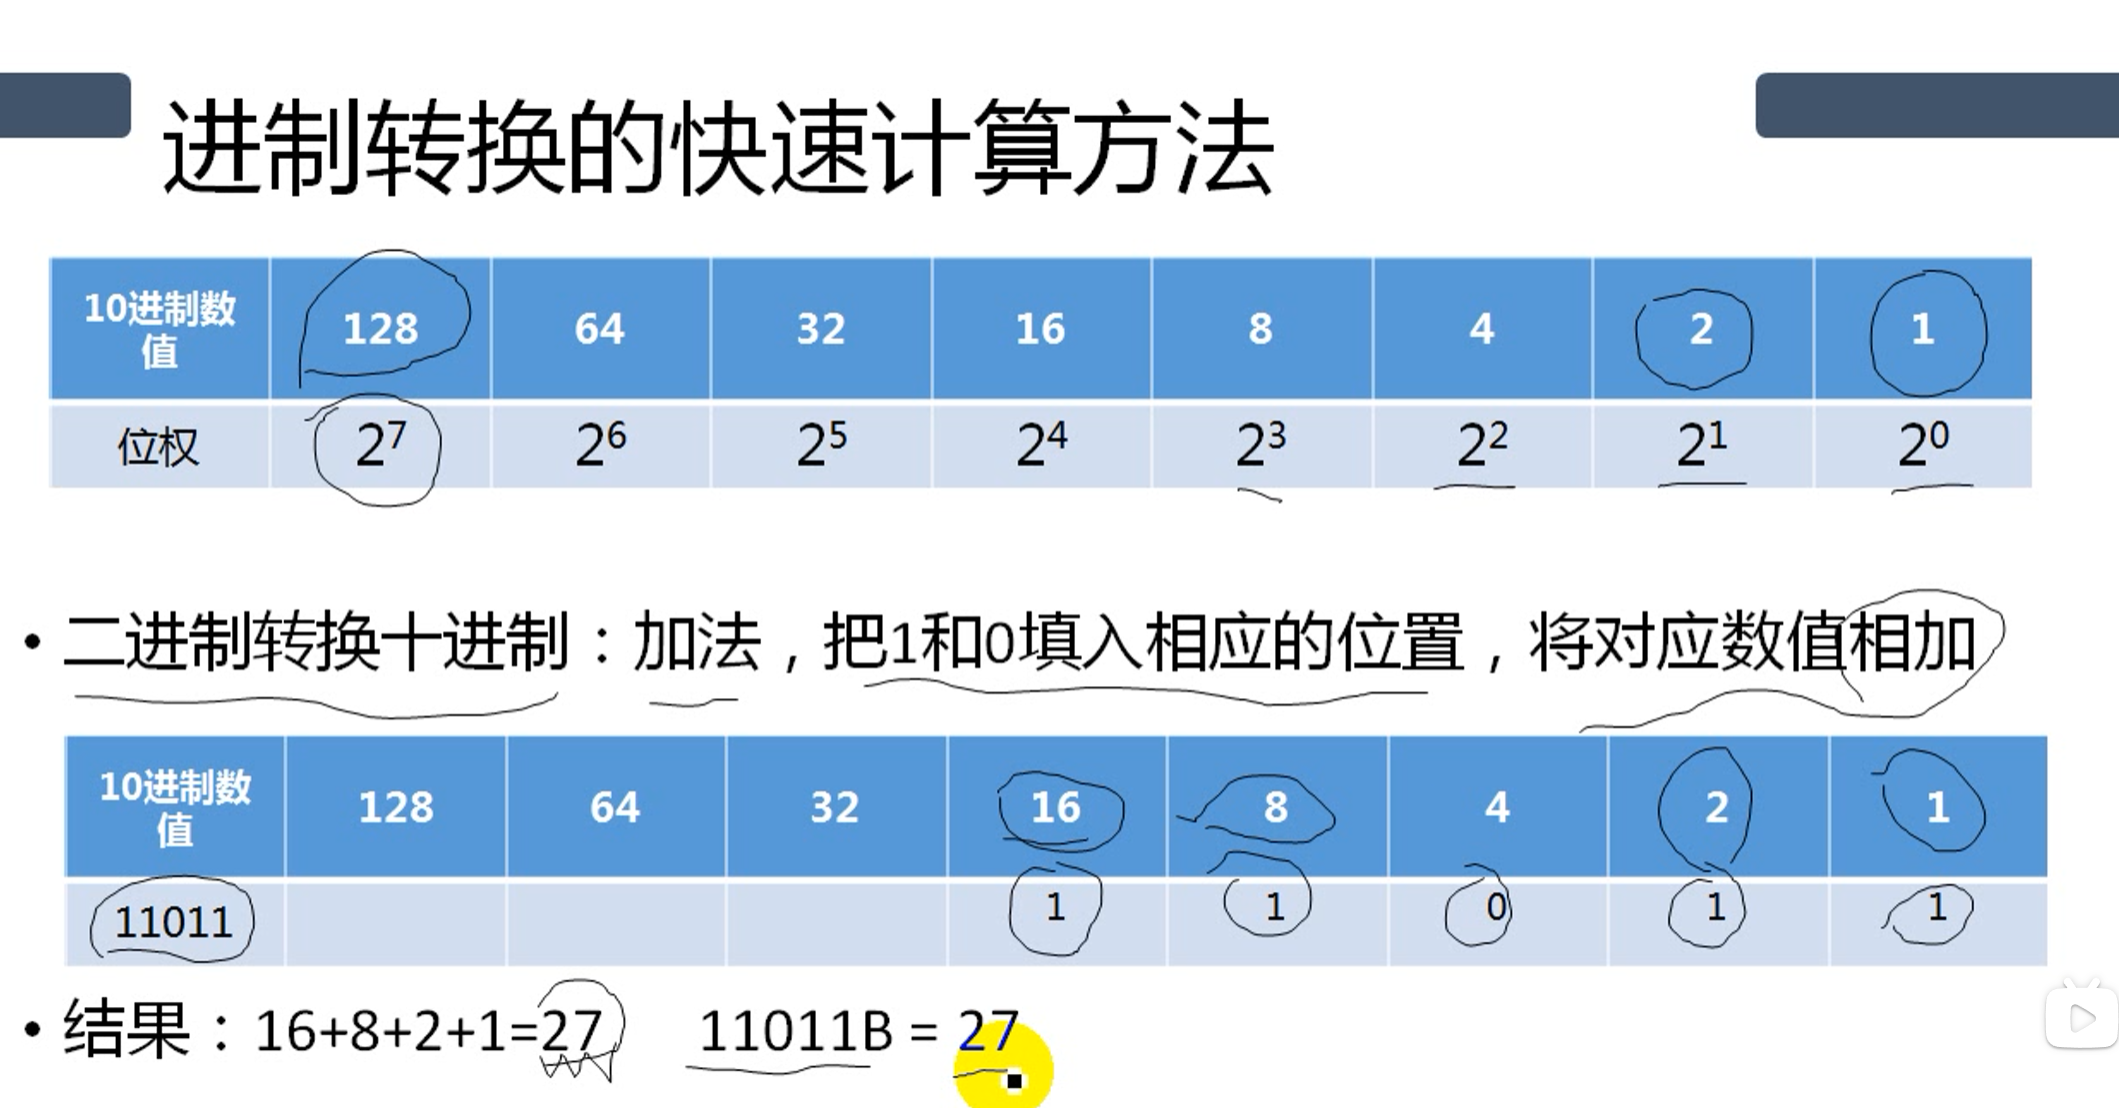 进制转换的快速计算方法
10进制数值 128 64 32 16 8 4 2 1
位权 2⁷ 2⁶ 2⁵ 2⁴ 2³ 2² 2¹ 2⁰
• 二进制转换十进制：加法，把1和0填入相应的位置，将对应数值相加
10进制数值 128 64 32 16 8 4 2 1
11011 1 1 0 1 1
• 结果：16+8+2+1=27 11011B = 27